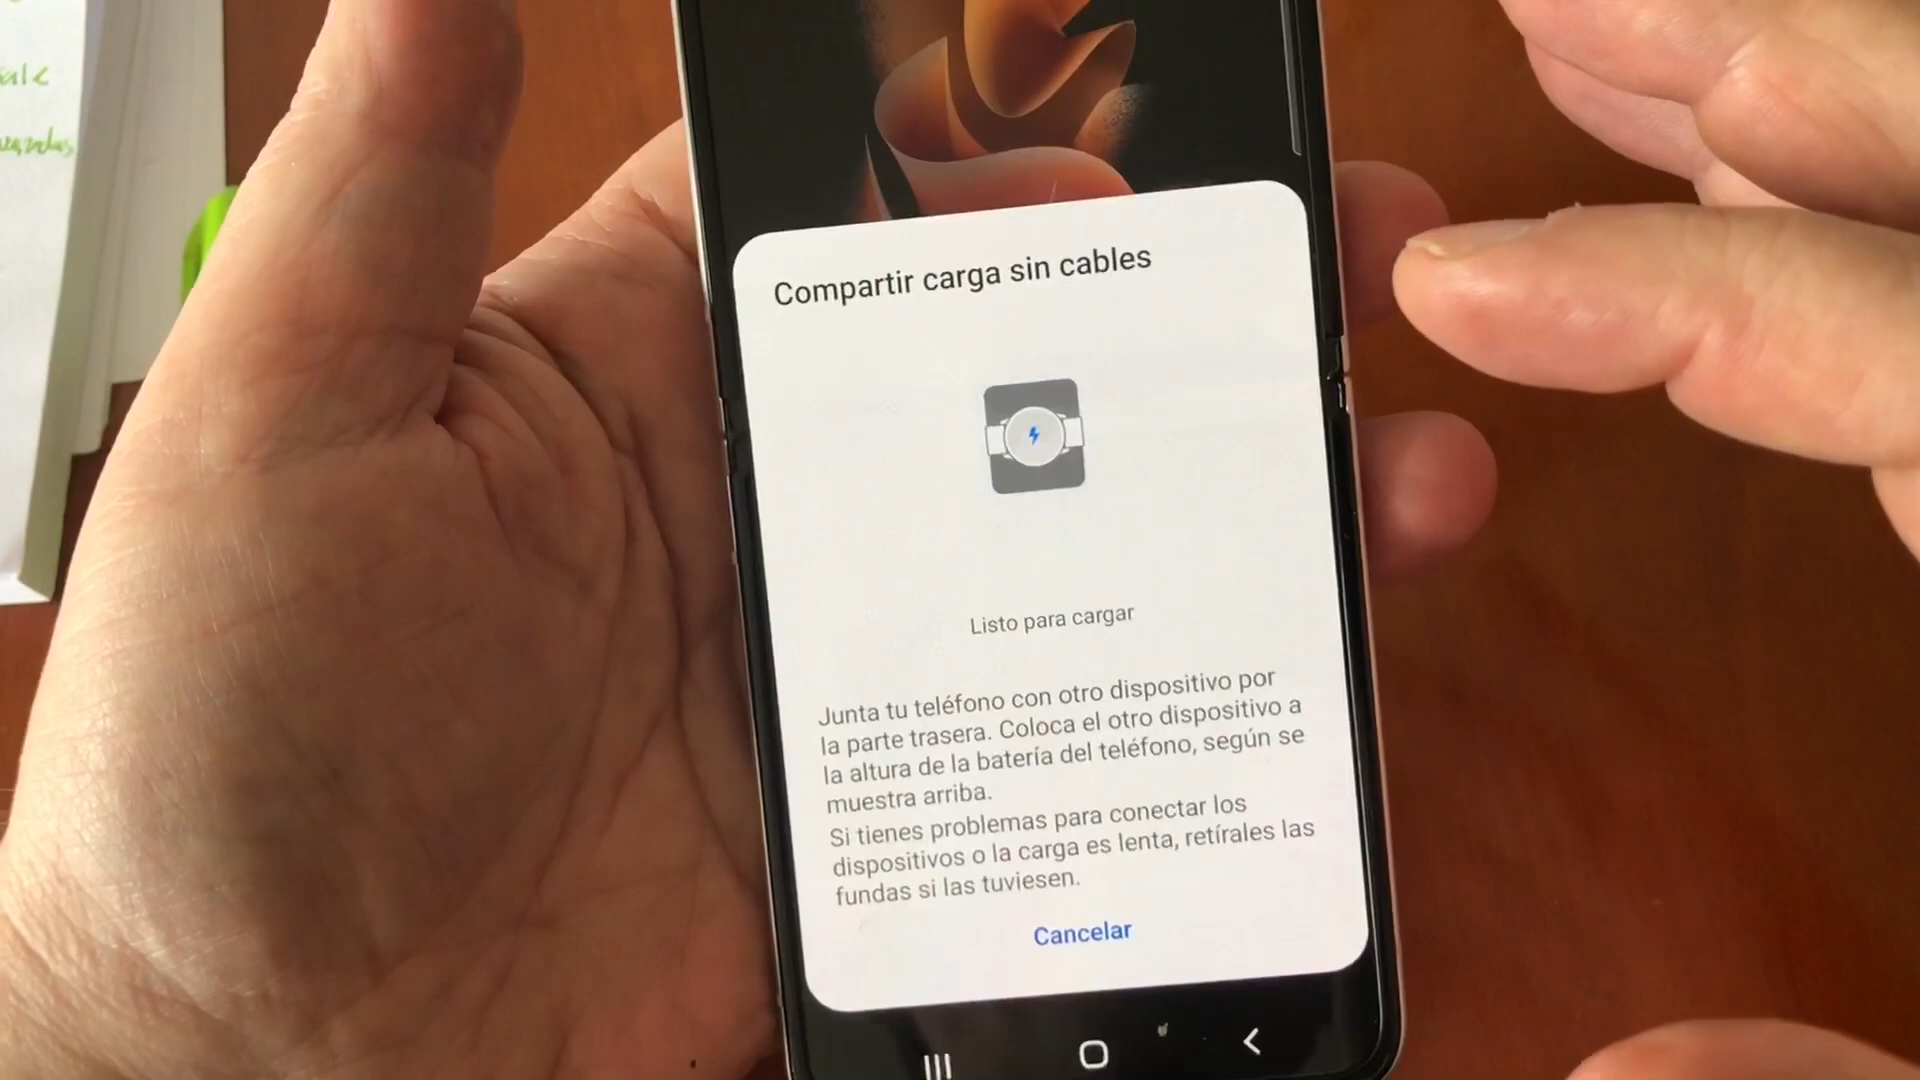 Compartir carga sin cables
Listo para cargar
Junta tu teléfono con otro dispositivo por
la parte trasera. Coloca el otro dispositivo a
la altura de la batería del teléfono, según se
muestra arriba.
Si tienes problemas para conectar los
dispositivos o la carga es lenta, retírales las
fundas si las tuviesen.
Cancelar